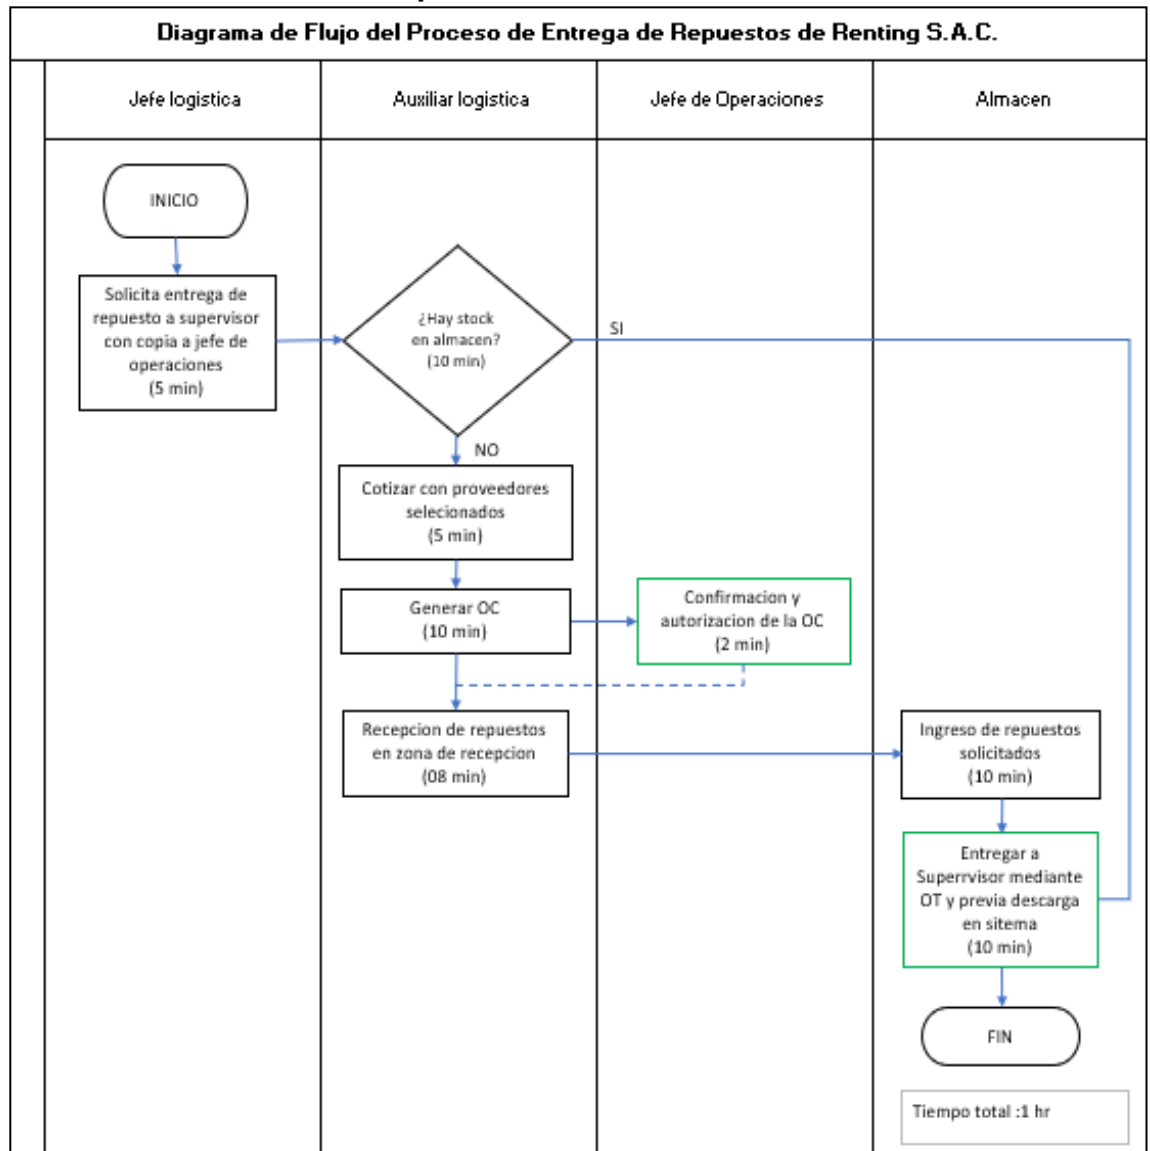 Diagrama de Flujo del Proceso de Entrega de Repuestos de Renting S.A.C.
Jefe logistica
Auxiliar logistica
Jefe de Operaciones
Almacen
INICIO
Solicita entrega de
repuesto a supervisor
con copia a jefe de
operaciones
(5 min)
¿Hay stock
en almacen?
(10 min)
SI
NO
Cotizar con proveedores
selecionados
(5 min)
Generar OC
(10 min)
Confirmacion y
autorizacion de la OC
(2 min)
Recepcion de repuestos
en zona de recepcion
(08 min)
Ingreso de repuestos
solicitados
(10 min)
Entregar a
Superrvisor mediante
OT y previa descarga
en sitema
(10 min)
FIN
Tiempo total :1 hr